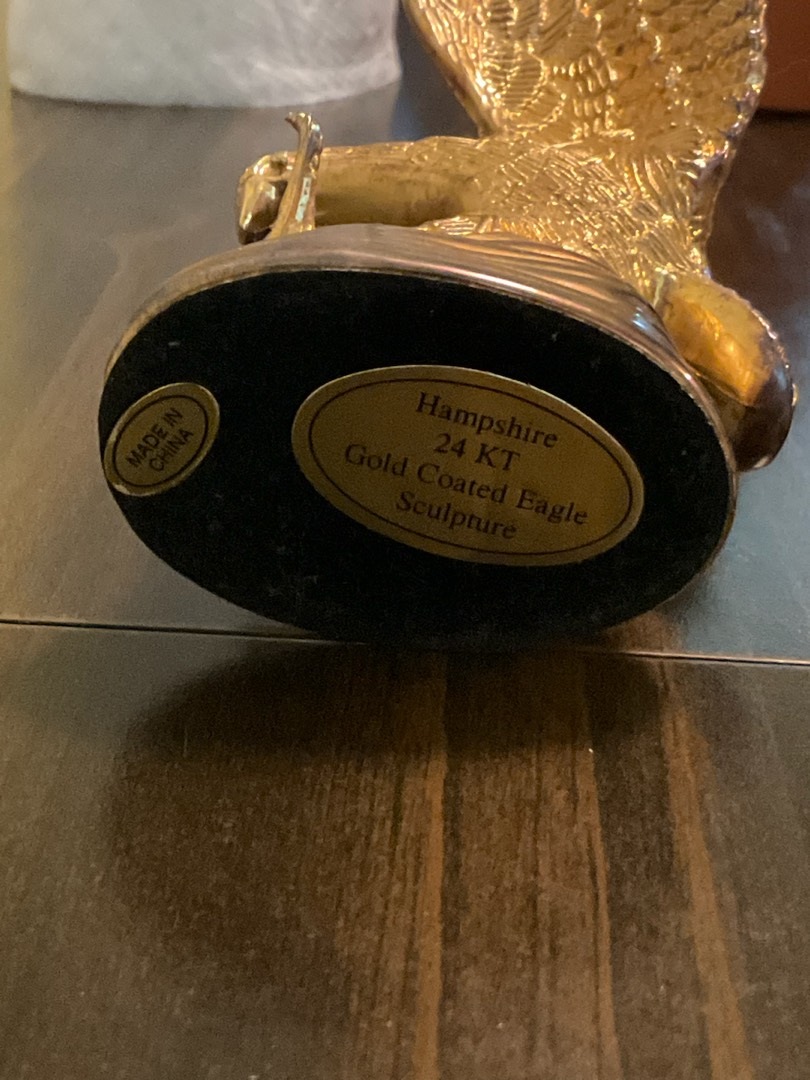 MADE IN
CHINA
Hampshire
24 KT
Gold Coated Eagle
Sculpture